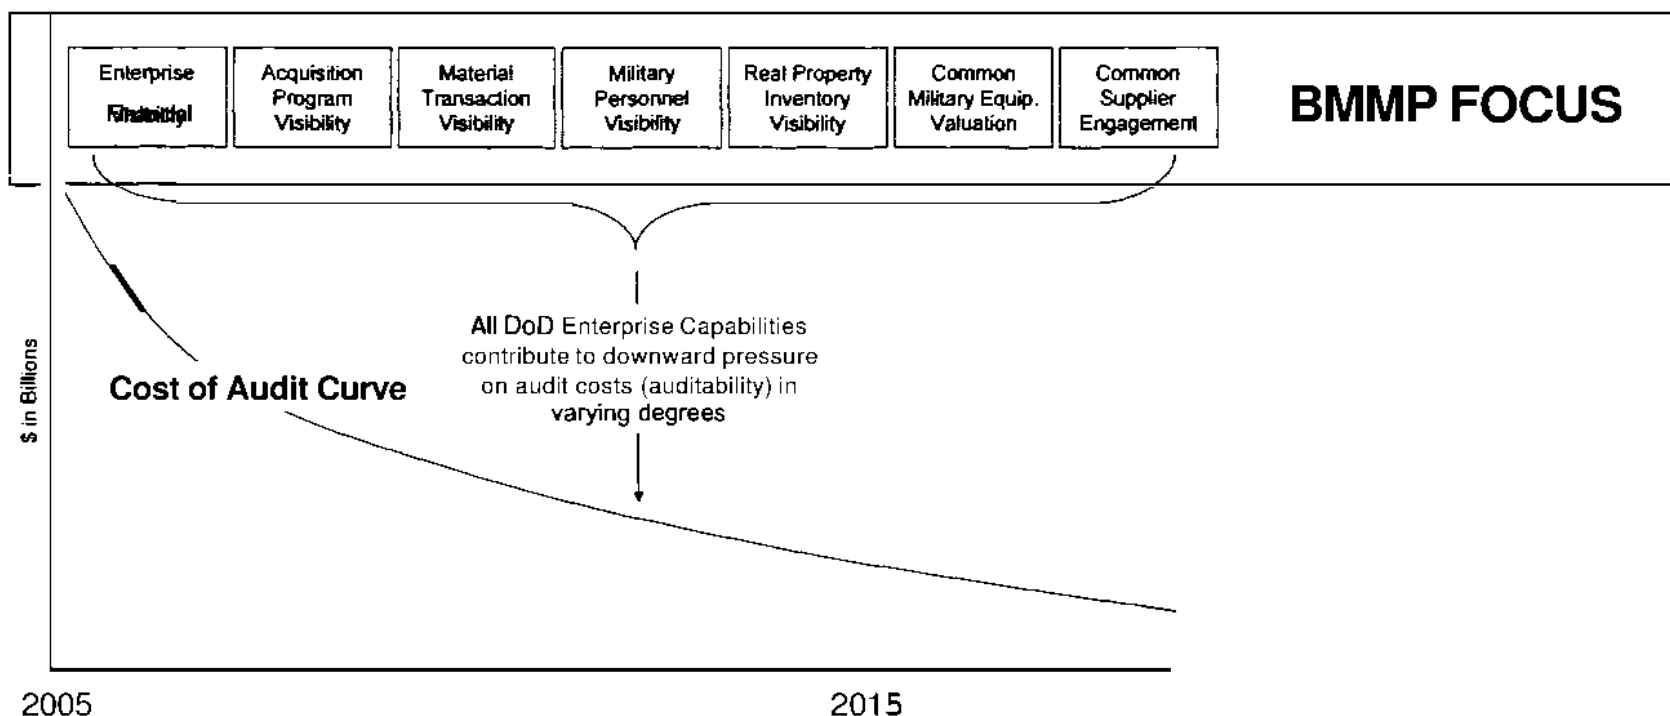 Enterprise
Acquisition
Program
Visibility
Material
Transaction
Visibility
Military
Personnel
Visibility
Real Property
Inventory
Visibility
Common
Military Equip.
Valuation
Common
Supplier
Engagement
BMMP FOCUS
All DoD Enterprise Capabilities
contribute to downward pressure
on audit costs (auditability) in
varying degrees
Cost of Audit Curve
$ in Billions
2005
2015